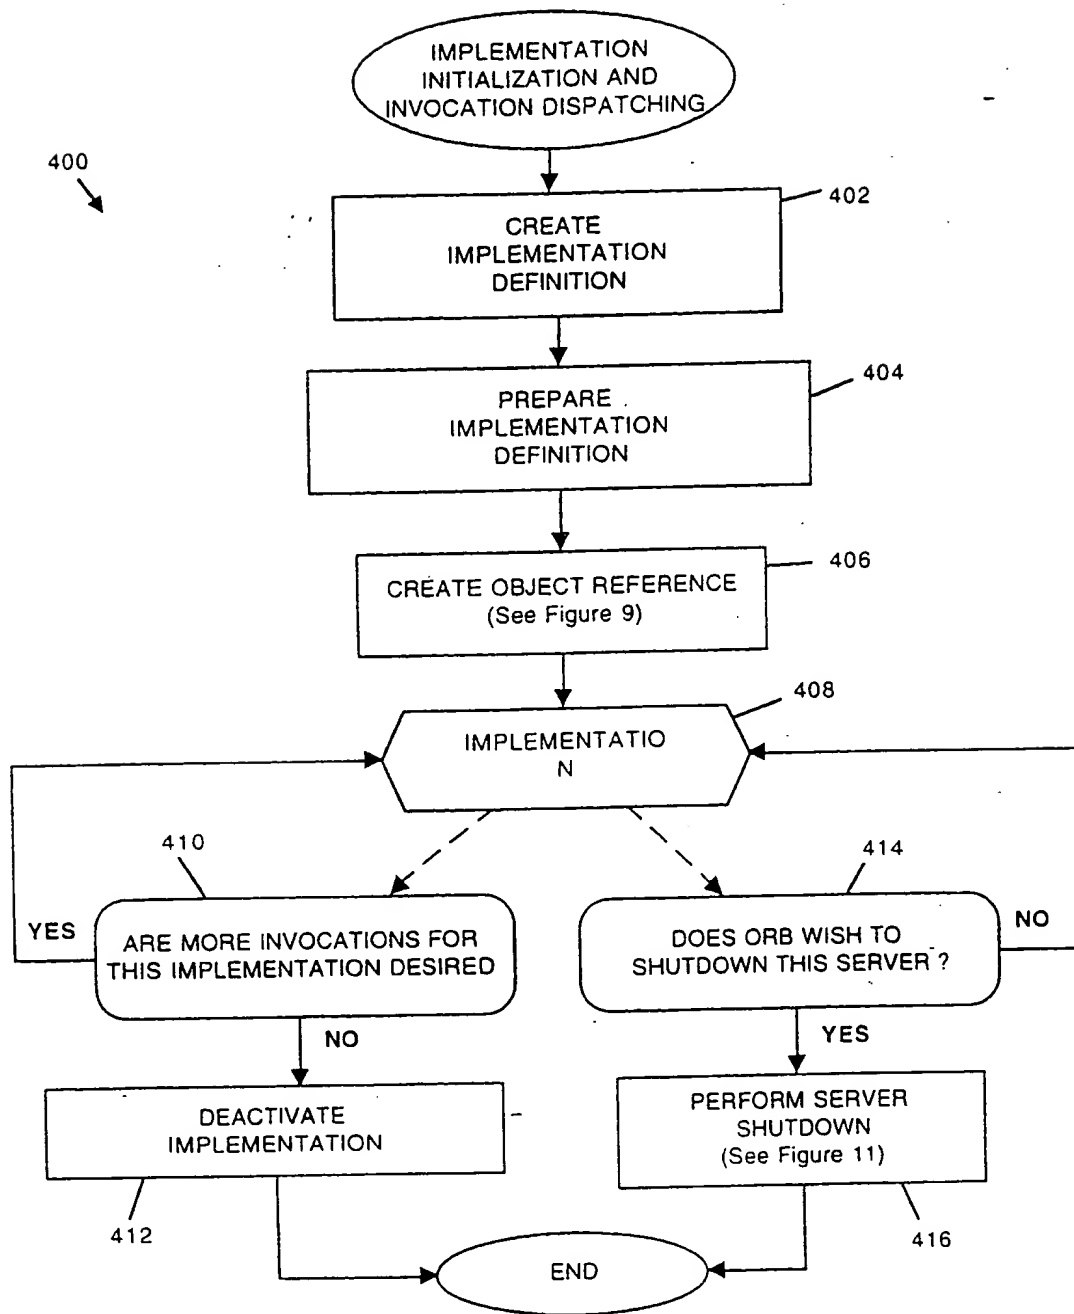 IMPLEMENTATION
INITIALIZATION AND
INVOCATION DISPATCHING
400
402
CREATE
IMPLEMENTATION
DEFINITION
404
PREPARE
IMPLEMENTATION
DEFINITION
406
CREATE OBJECT REFERENCE
(See Figure 9)
408
IMPLEMENTATIO
N
410
414
YES
ARE MORE INVOCATIONS FOR
THIS IMPLEMENTATION DESIRED
DOES ORB WISH TO
SHUTDOWN THIS SERVER ?
NO
NO
YES
DEACTIVATE
IMPLEMENTATION
PERFORM SERVER
SHUTDOWN
(See Figure 11)
412
416
END